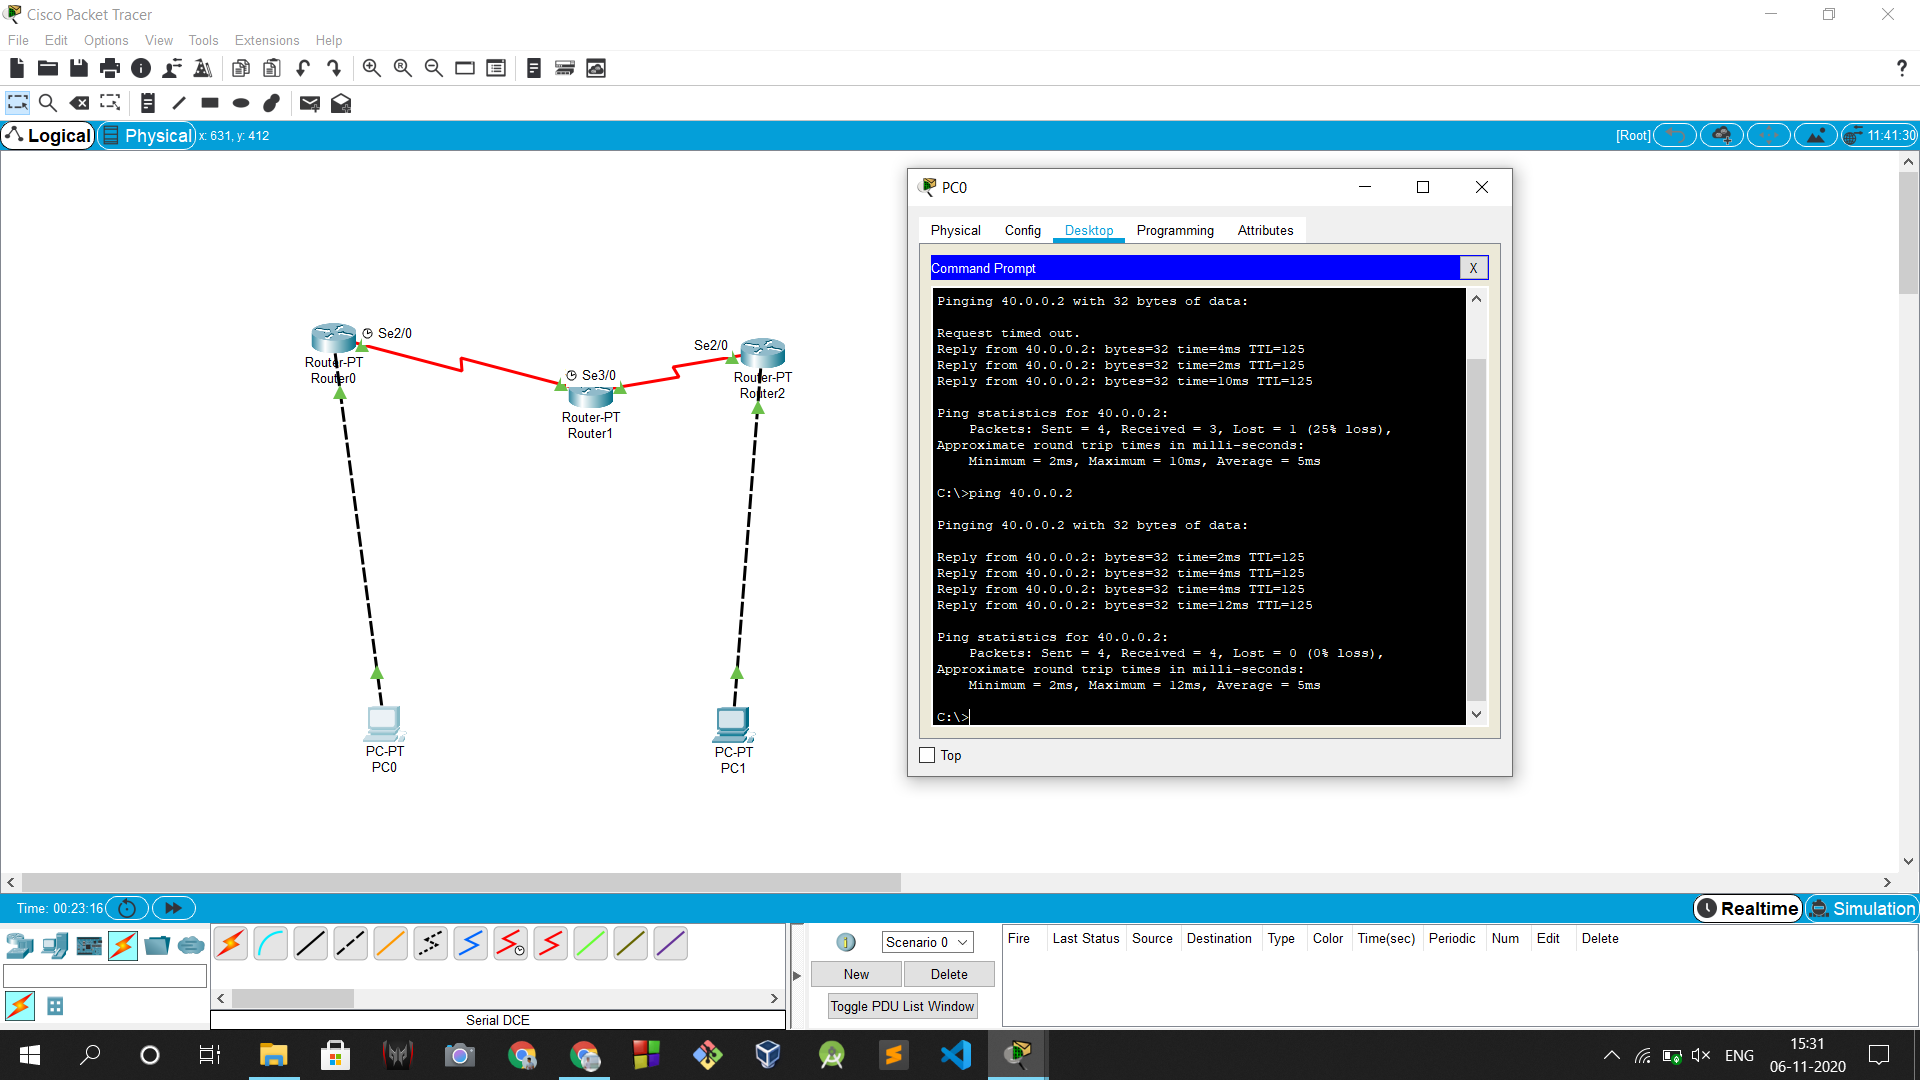 Cisco Packet Tracer
File Edit Options View Tools Extensions Help
?
Logical Physical x: 631, y: 412 [Root] 11:41:30
PC0
Physical Config Desktop Programming Attributes
Command Prompt X
Pinging 40.0.0.2 with 32 bytes of data:
Request timed out.
Reply from 40.0.0.2: bytes=32 time=4ms TTL=125
Reply from 40.0.0.2: bytes=32 time=2ms TTL=125
Reply from 40.0.0.2: bytes=32 time=10ms TTL=125
Ping statistics for 40.0.0.2:
Packets: Sent = 4, Received = 3, Lost = 1 (25% loss),
Approximate round trip times in milli-seconds:
Minimum = 2ms, Maximum = 10ms, Average = 5ms
C:\>ping 40.0.0.2
Pinging 40.0.0.2 with 32 bytes of data:
Reply from 40.0.0.2: bytes=32 time=2ms TTL=125
Reply from 40.0.0.2: bytes=32 time=4ms TTL=125
Reply from 40.0.0.2: bytes=32 time=4ms TTL=125
Reply from 40.0.0.2: bytes=32 time=12ms TTL=125
Ping statistics for 40.0.0.2:
Packets: Sent = 4, Received = 4, Lost = 0 (0% loss),
Approximate round trip times in milli-seconds:
Minimum = 2ms, Maximum = 12ms, Average = 5ms
C:\>
Top
Se2/0
Router-PT
Router0
Se3/0
Router-PT
Router1
Se2/0
Router-PT
Router2
PC-PT
PC0
PC-PT
PC1
Time: 00:23:16 Realtime Simulation
Scenario 0
New Delete
Toggle PDU List Window
Fire Last Status Source Destination Type Color Time(sec) Periodic Num Edit Delete
Serial DCE
ENG
15:31
06-11-2020